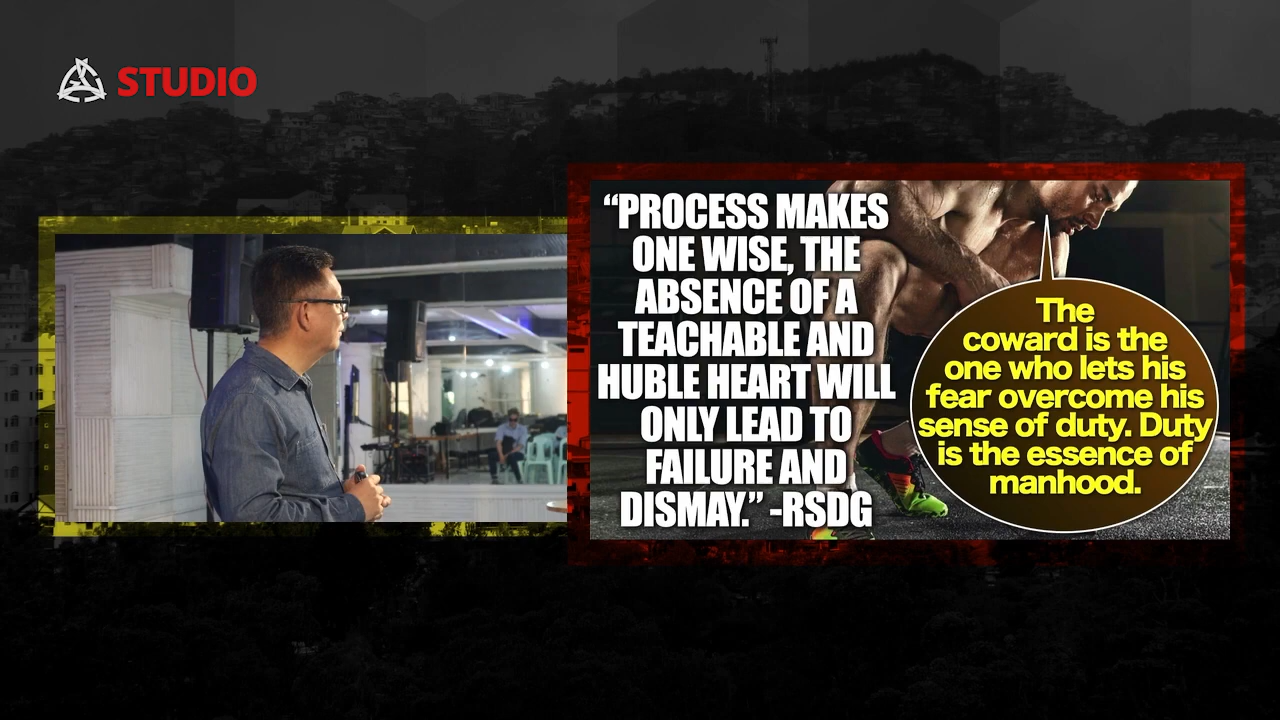 STUDIO
“PROCESS MAKES
ONE WISE, THE
ABSENCE OF A
TEACHABLE AND
HUBLE HEART WILL
ONLY LEAD TO
FAILURE AND
DISMAY.” -RSDG
The
coward is the
one who lets his
fear overcome his
sense of duty. Duty
is the essence of
manhood.